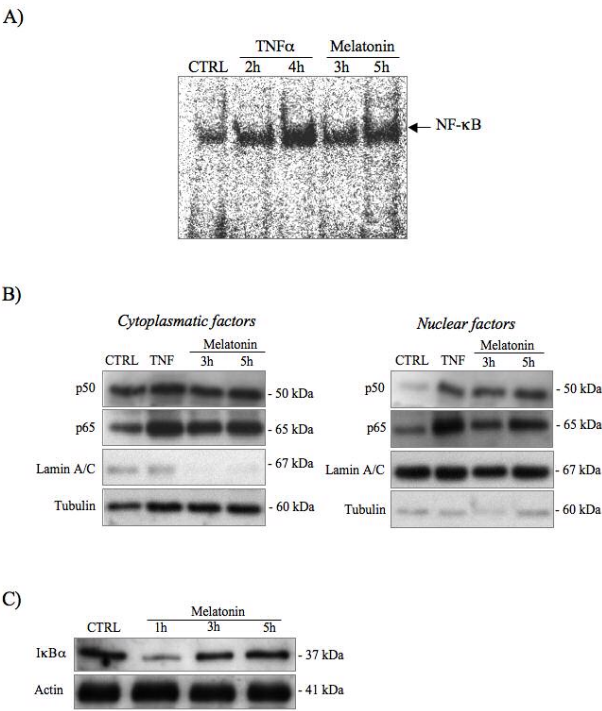 A)
TNFα Melatonin
CTRL 2h 4h 3h 5h
NF-κB
B)
Cytoplasmatic factors
Melatonin
CTRL TNF 3h 5h
p50 - 50 kDa
p65 - 65 kDa
Lamin A/C - 67 kDa
Tubulin - 60 kDa
Nuclear factors
Melatonin
CTRL TNF 3h 5h
p50 - 50 kDa
p65 - 65 kDa
Lamin A/C - 67 kDa
Tubulin - 60 kDa
C)
Melatonin
CTRL 1h 3h 5h
IκBα - 37 kDa
Actin - 41 kDa